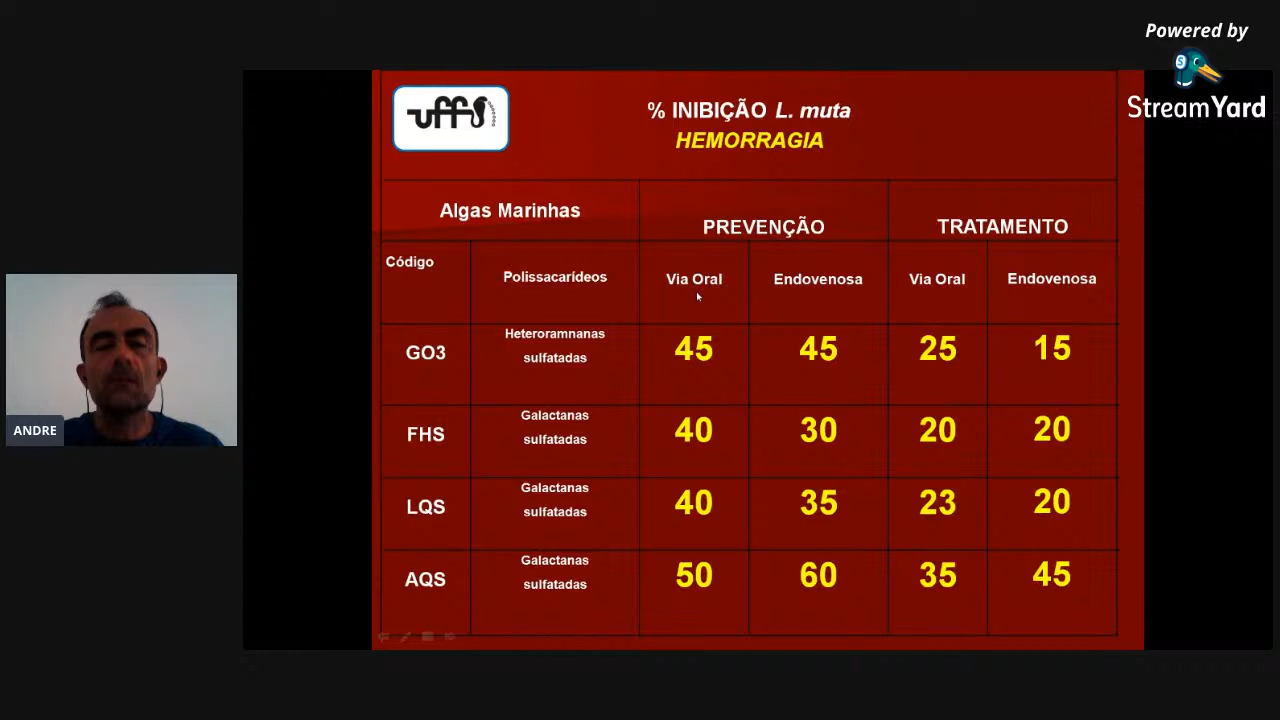 Powered by
StreamYard
uff
% INIBIÇÃO L. muta
HEMORRAGIA
Algas Marinhas
PREVENÇÃO
TRATAMENTO
Código
Polissacarídeos
Via Oral
Endovenosa
Via Oral
Endovenosa
GO3
Heteroramnanas
sulfatadas
45
45
25
15
FHS
Galactanas
sulfatadas
40
30
20
20
LQS
Galactanas
sulfatadas
40
35
23
20
AQS
Galactanas
sulfatadas
50
60
35
45
ANDRE